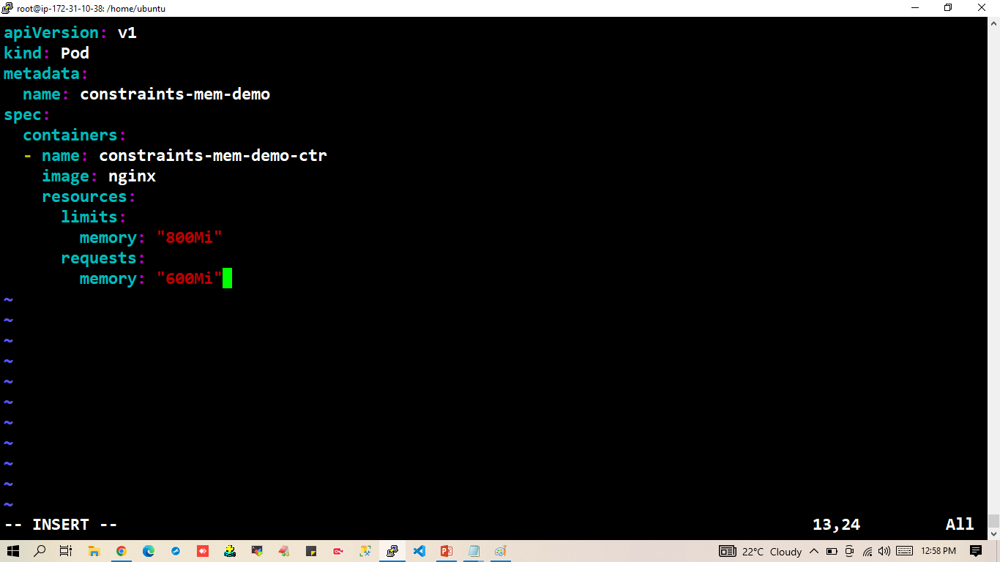 root@ip-172-31-10-38: /home/ubuntu
apiVersion: v1
kind: Pod
metadata:
  name: constraints-mem-demo
spec:
  containers:
  - name: constraints-mem-demo-ctr
    image: nginx
    resources:
      limits:
        memory: "800Mi"
      requests:
        memory: "600Mi"
~
~
~
~
~
~
~
~
~
~
~
-- INSERT -- 13,24 All
22°C Cloudy 12:58 PM